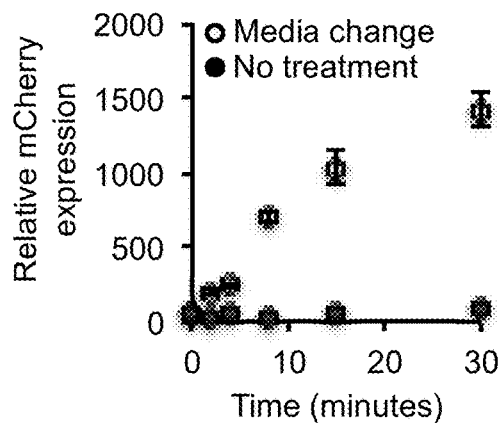 2000
Media change
No treatment
1500
1000
500
0
Relative mCherry
expression
0 10 20 30
Time (minutes)